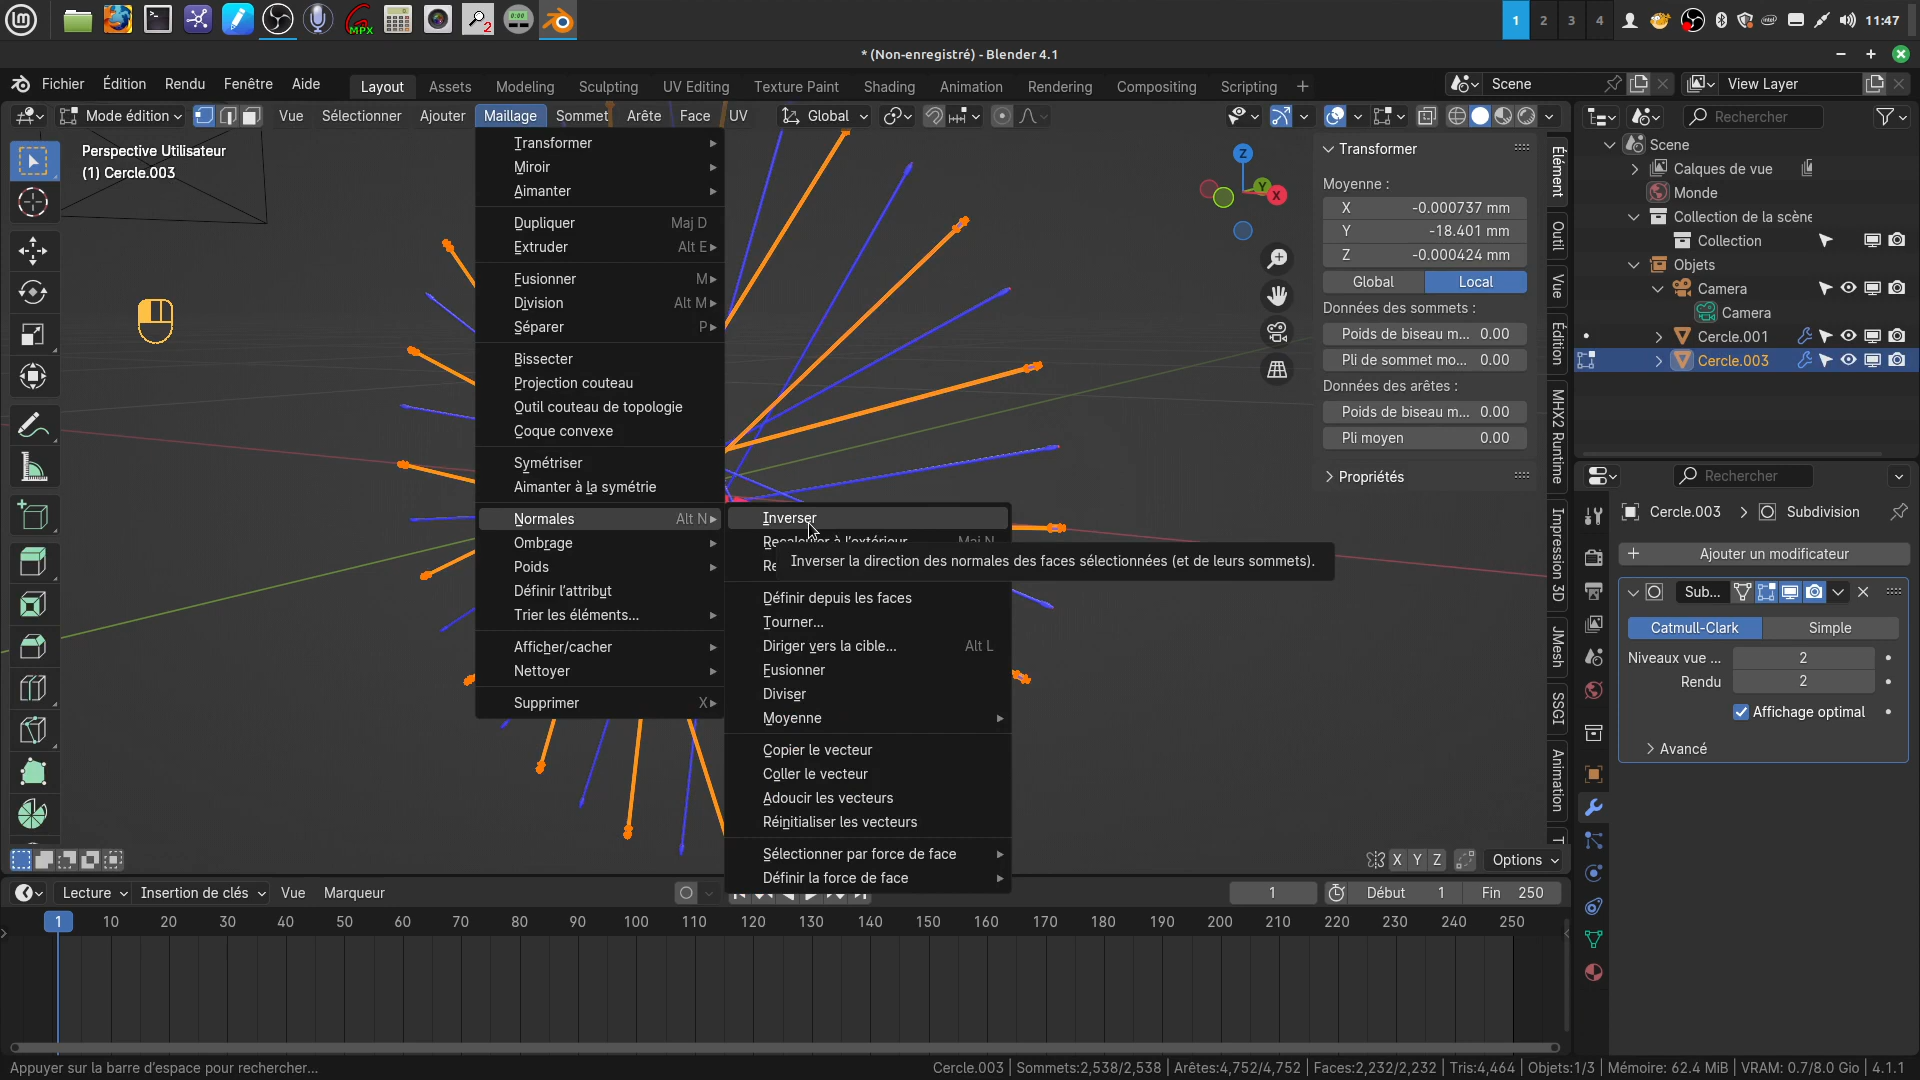 1 2 3 4 11:47
* (Non-enregistré) - Blender 4.1
Fichier Édition Rendu Fenêtre Aide Layout Assets Modeling Sculpting UV Editing Texture Paint Shading Animation Rendering Compositing Scripting + Scene View Layer
Mode édition Vue Sélectionner Ajouter Maillage Sommet Arête Face UV Global
Rechercher
Perspective Utilisateur
(1) Cercle.003
Transformer
Miroir
Aimanter
Dupliquer Maj D
Extruder Alt E
Fusionner M
Division Alt M
Séparer P
Bissecter
Projection couteau
Outil couteau de topologie
Coque convexe
Symétriser
Aimanter à la symétrie
Normales Alt N
Ombrage
Poids
Définir l'attribut
Trier les éléments...
Afficher/cacher
Nettoyer
Supprimer X
Inverser
Recalculer à l'extérieur Maj N
Re
Inverser la direction des normales des faces sélectionnées (et de leurs sommets).
Définir depuis les faces
Tourner...
Diriger vers la cible... Alt L
Fusionner
Diviser
Moyenne
Copier le vecteur
Coller le vecteur
Adoucir les vecteurs
Réinitialiser les vecteurs
Sélectionner par force de face
Définir la force de face
Z
Y
X
Transformer
Moyenne :
X -0.000737 mm
Y -18.401 mm
Z -0.000424 mm
Global Local
Données des sommets :
Poids de biseau m... 0.00
Pli de sommet mo... 0.00
Données des arêtes :
Poids de biseau m... 0.00
Pli moyen 0.00
Propriétés
Élément
Outil
Vue
Édition
MHX2 Runtime
Impression 3D
JMesh
SSGI
Animation
T
Scene
Calques de vue
Monde
Collection de la scène
Collection
Objets
Camera
Camera
Cercle.001
Cercle.003
Rechercher
Cercle.003 > Subdivision
Ajouter un modificateur
Sub...
Catmull-Clark Simple
Niveaux vue ... 2
Rendu 2
Affichage optimal
Avancé
X Y Z Options
Lecture Insertion de clés Vue Marqueur 1 Début 1 Fin 250
1 10 20 30 40 50 60 70 80 90 100 110 120 130 140 150 160 170 180 190 200 210 220 230 240 250
Appuyer sur la barre d'espace pour rechercher... Cercle.003 | Sommets:2,538/2,538 | Arêtes:4,752/4,752 | Faces:2,232/2,232 | Tris:4,464 | Objets:1/3 | Mémoire: 62.4 MiB | VRAM: 0.7/8.0 Gio | 4.1.1